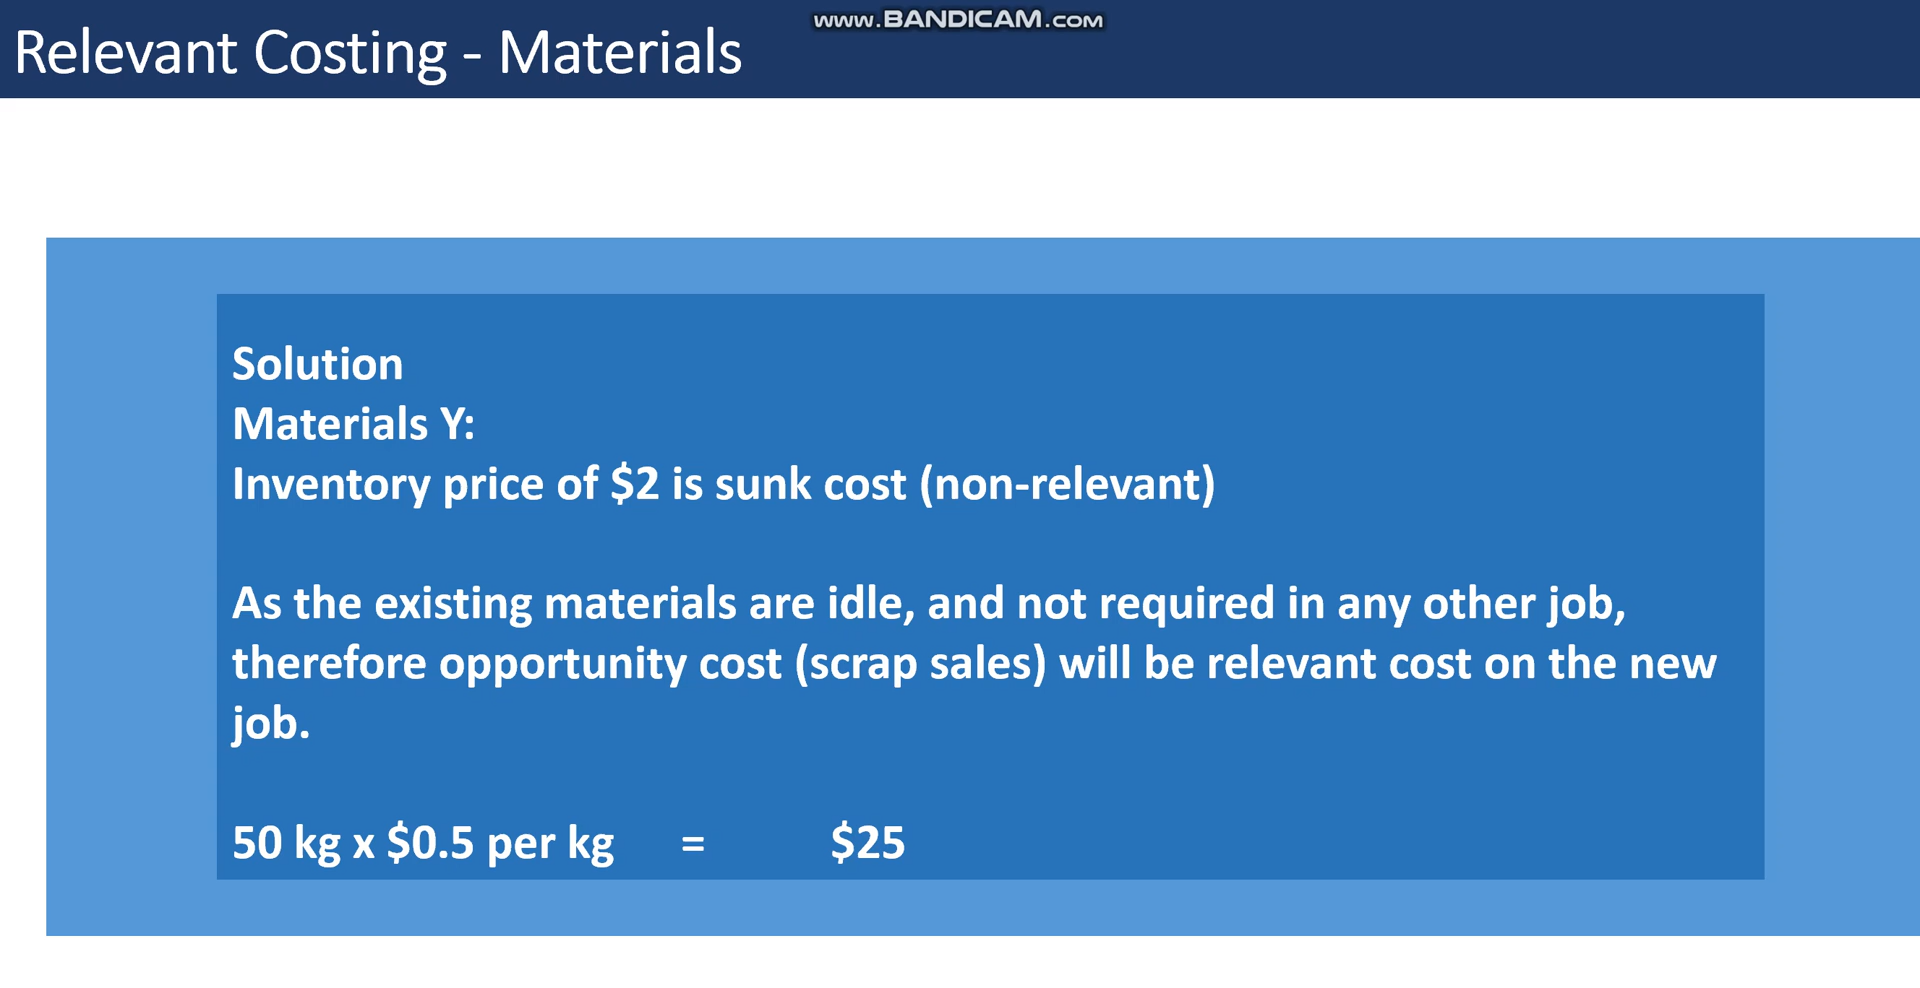 www.BANDICAM.com
Relevant Costing - Materials
Solution
Materials Y:
Inventory price of $2 is sunk cost (non-relevant)
As the existing materials are idle, and not required in any other job,
therefore opportunity cost (scrap sales) will be relevant cost on the new
job.
50 kg x $0.5 per kg = $25